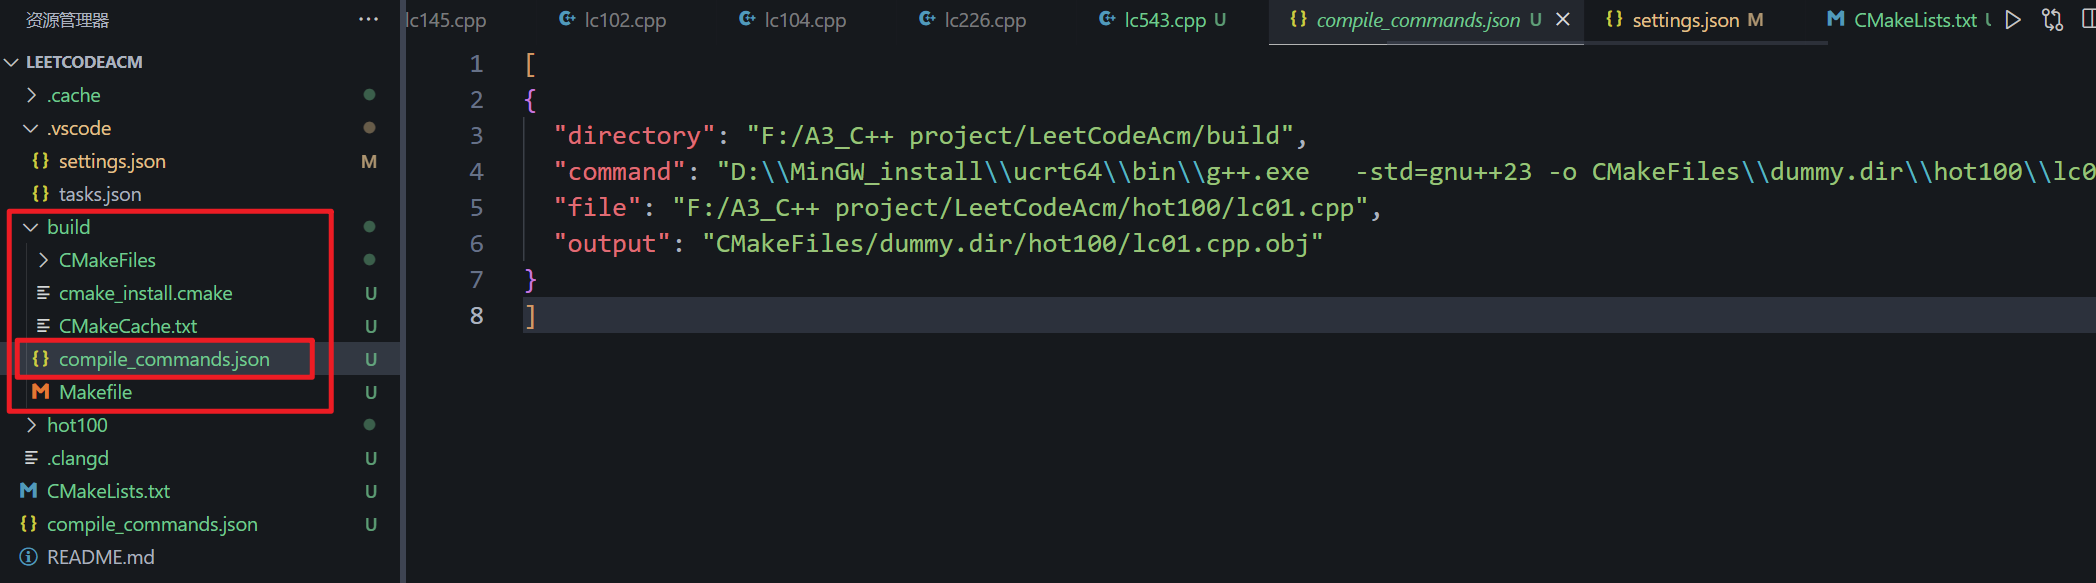 资源管理器 ···
LEETCODEACM
.cache
.vscode
settings.json M
tasks.json
build
CMakeFiles
cmake_install.cmake U
CMakeCache.txt U
compile_commands.json U
Makefile U
hot100
.clangd U
CMakeLists.txt U
compile_commands.json U
README.md
lc145.cpp lc102.cpp lc104.cpp lc226.cpp lc543.cpp U compile_commands.json U settings.json M CMakeLists.txt U
1 [
2 {
3 "directory": "F:/A3_C++ project/LeetCodeAcm/build",
4 "command": "D:\\MinGW_install\\ucrt64\\bin\\g++.exe   -std=gnu++23 -o CMakeFiles\\dummy.dir\\hot100\\lc0
5 "file": "F:/A3_C++ project/LeetCodeAcm/hot100/lc01.cpp",
6 "output": "CMakeFiles/dummy.dir/hot100/lc01.cpp.obj"
7 }
8 ]